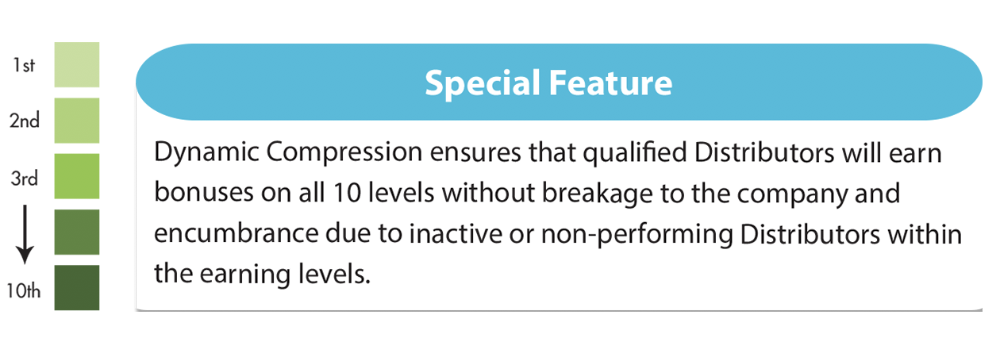 1st
2nd
3rd
10th
Special Feature
Dynamic Compression ensures that qualified Distributors will earn
bonuses on all 10 levels without breakage to the company and
encumbrance due to inactive or non-performing Distributors within
the earning levels.